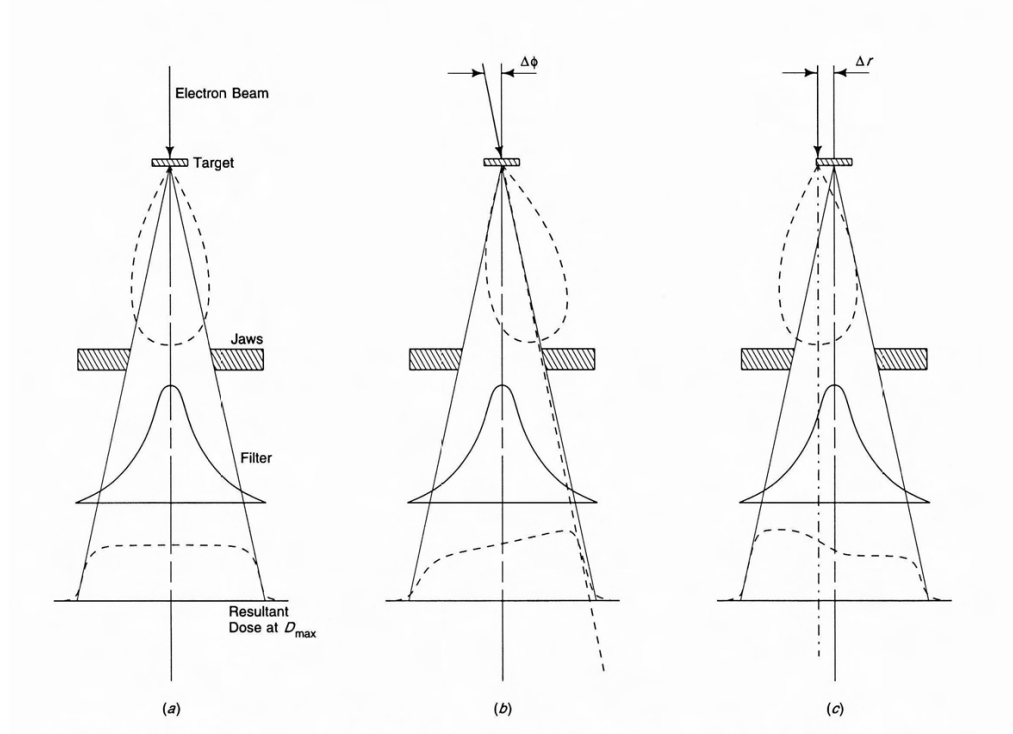 Δϕ
Δr
Electron Beam
Target
Jaws
Filter
Resultant
Dose at Dmax
(a)
(b)
(c)